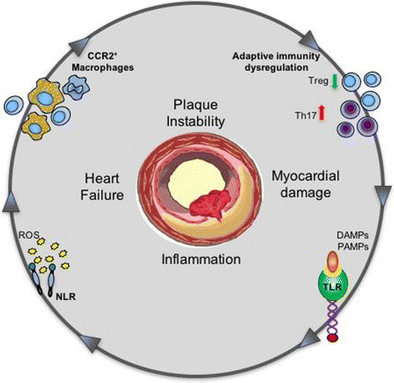 CCR2+
Macrophages
Adaptive immunity
dysregulation
Treg
Th17
Plaque
Instability
Heart
Failure
Myocardial
damage
Inflammation
ROS
NLR
DAMPs
PAMPs
TLR